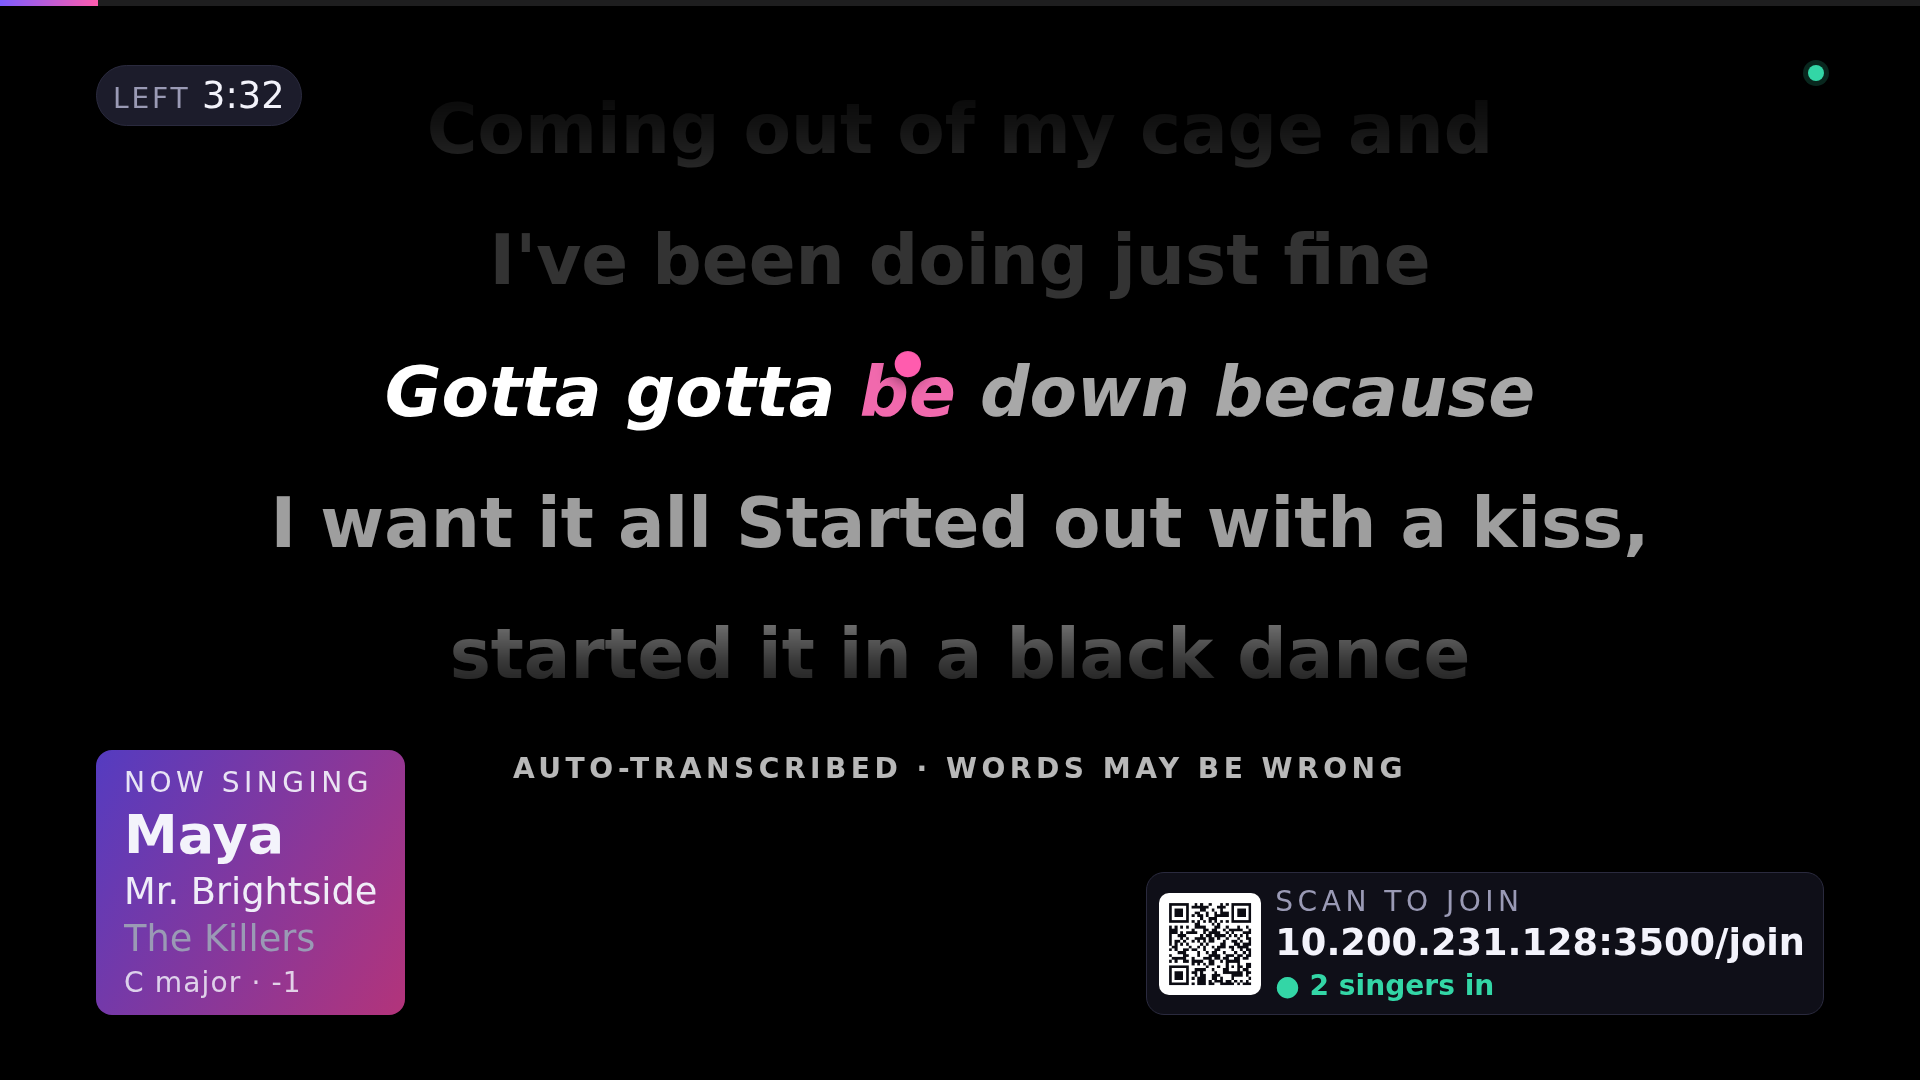 LEFT 3:32
Coming out of my cage and
I've been doing just fine
Gotta gotta be down because
I want it all Started out with a kiss,
started it in a black dance
AUTO-TRANSCRIBED · WORDS MAY BE WRONG
NOW SINGING
Maya
Mr. Brightside
The Killers
C major · -1
SCAN TO JOIN
10.200.231.128:3500/join
2 singers in